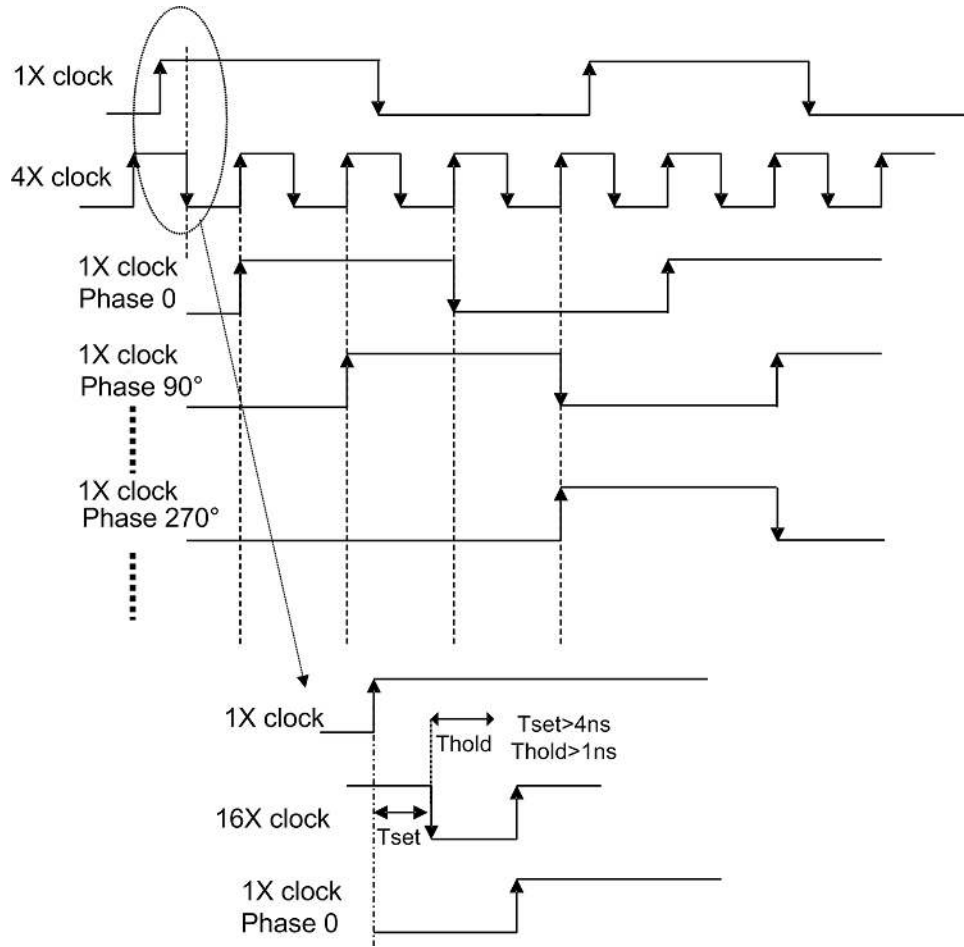 1X clock
4X clock
1X clock
Phase 0
1X clock
Phase 90°
1X clock
Phase 270°
1X clock
Thold
Tset>4ns
Thold>1ns
16X clock
Tset
1X clock
Phase 0